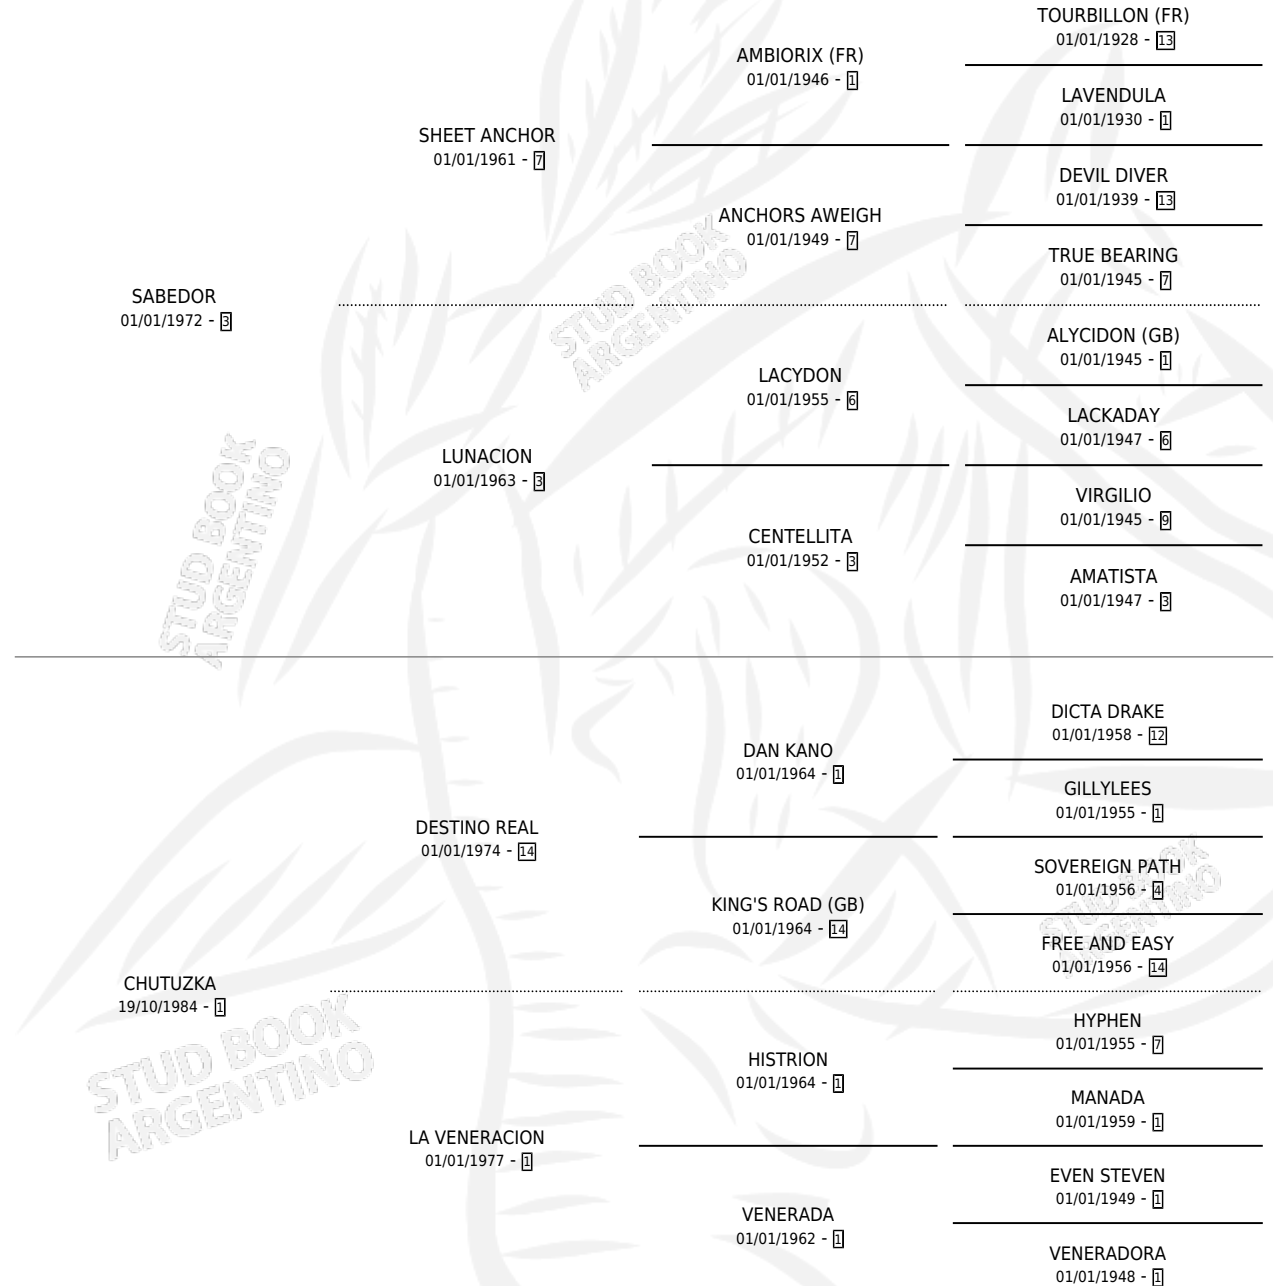 TOURBILLON (FR)
01/01/1928 - 13
AMBIORIX (FR)
01/01/1946 - 1
LAVENDULA
01/01/1930 - 1
SHEET ANCHOR
01/01/1961 - 7
DEVIL DIVER
01/01/1939 - 13
ANCHORS AWEIGH
01/01/1949 - 7
TRUE BEARING
01/01/1945 - 7
SABEDOR
01/01/1972 - 3
ALYCIDON (GB)
01/01/1945 - 1
LACYDON
01/01/1955 - 6
LACKADAY
01/01/1947 - 6
LUNACION
01/01/1963 - 3
VIRGILIO
01/01/1945 - 9
CENTELLITA
01/01/1952 - 3
AMATISTA
01/01/1947 - 3
DICTA DRAKE
01/01/1958 - 12
DAN KANO
01/01/1964 - 1
GILLYLEES
01/01/1955 - 1
DESTINO REAL
01/01/1974 - 14
SOVEREIGN PATH
01/01/1956 - 4
KING'S ROAD (GB)
01/01/1964 - 14
FREE AND EASY
01/01/1956 - 14
CHUTUZKA
19/10/1984 - 1
HYPHEN
01/01/1955 - 7
HISTRION
01/01/1964 - 1
MANADA
01/01/1959 - 1
LA VENERACION
01/01/1977 - 1
EVEN STEVEN
01/01/1949 - 1
VENERADA
01/01/1962 - 1
VENERADORA
01/01/1948 - 1
STUD BOOK
ARGENTINO
STUD BOOK
ARGENTINO
STUD BOOK
ARGENTINO
STUD BOOK
ARGENTINO